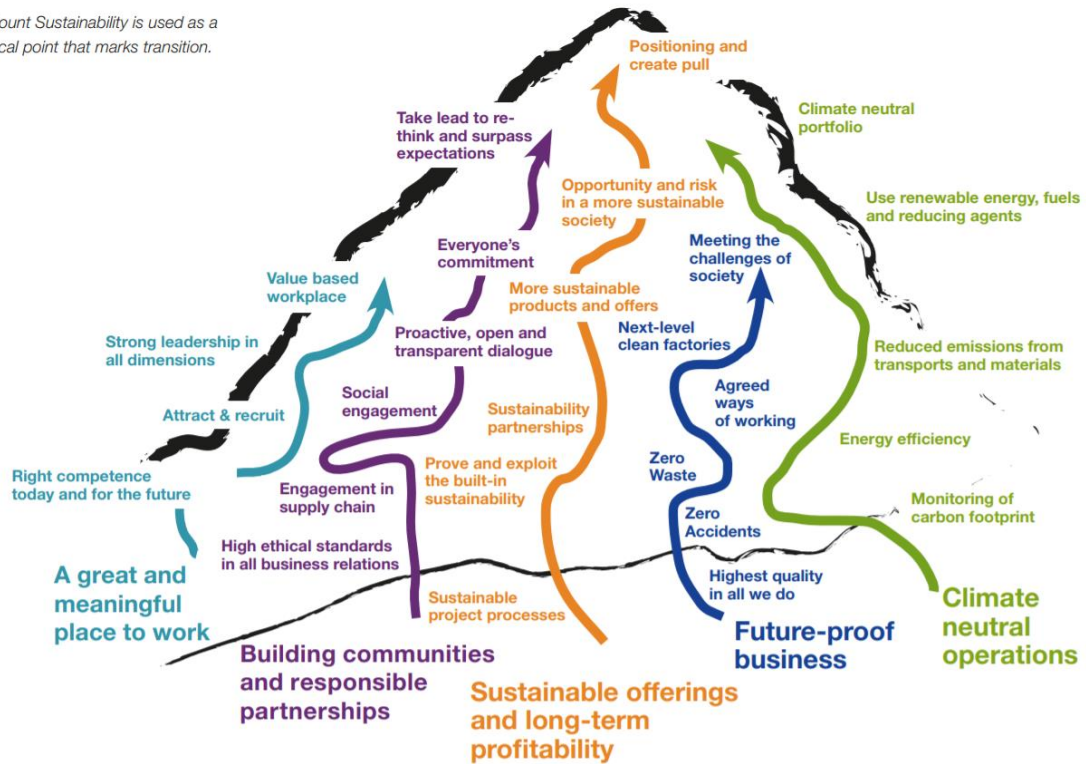 ount Sustainability is used as a
cal point that marks transition.
Positioning and
create pull
Climate neutral
portfolio
Take lead to re-
think and surpass
expectations
Opportunity and risk
in a more sustainable
society
Use renewable energy, fuels
and reducing agents
Meeting the
challenges of
society
Everyone's
commitment
Value based
workplace
More sustainable
products and offers
Next-level
clean factories
Strong leadership in
all dimensions
Proactive, open and
transparent dialogue
Reduced emissions from
transports and materials
Agreed
ways
of working
Social
engagement
Sustainability
partnerships
Attract & recruit
Energy efficiency
Zero
Waste
Prove and exploit
the built-in
sustainability
Right competence
today and for the future
Engagement in
supply chain
Monitoring of
carbon footprint
Zero
Accidents
High ethical standards
in all business relations
Highest quality
in all we do
Sustainable
project processes
A great and
meaningful
place to work
Building communities
and responsible
partnerships
Sustainable offerings
and long-term
profitability
Future-proof
business
Climate
neutral
operations